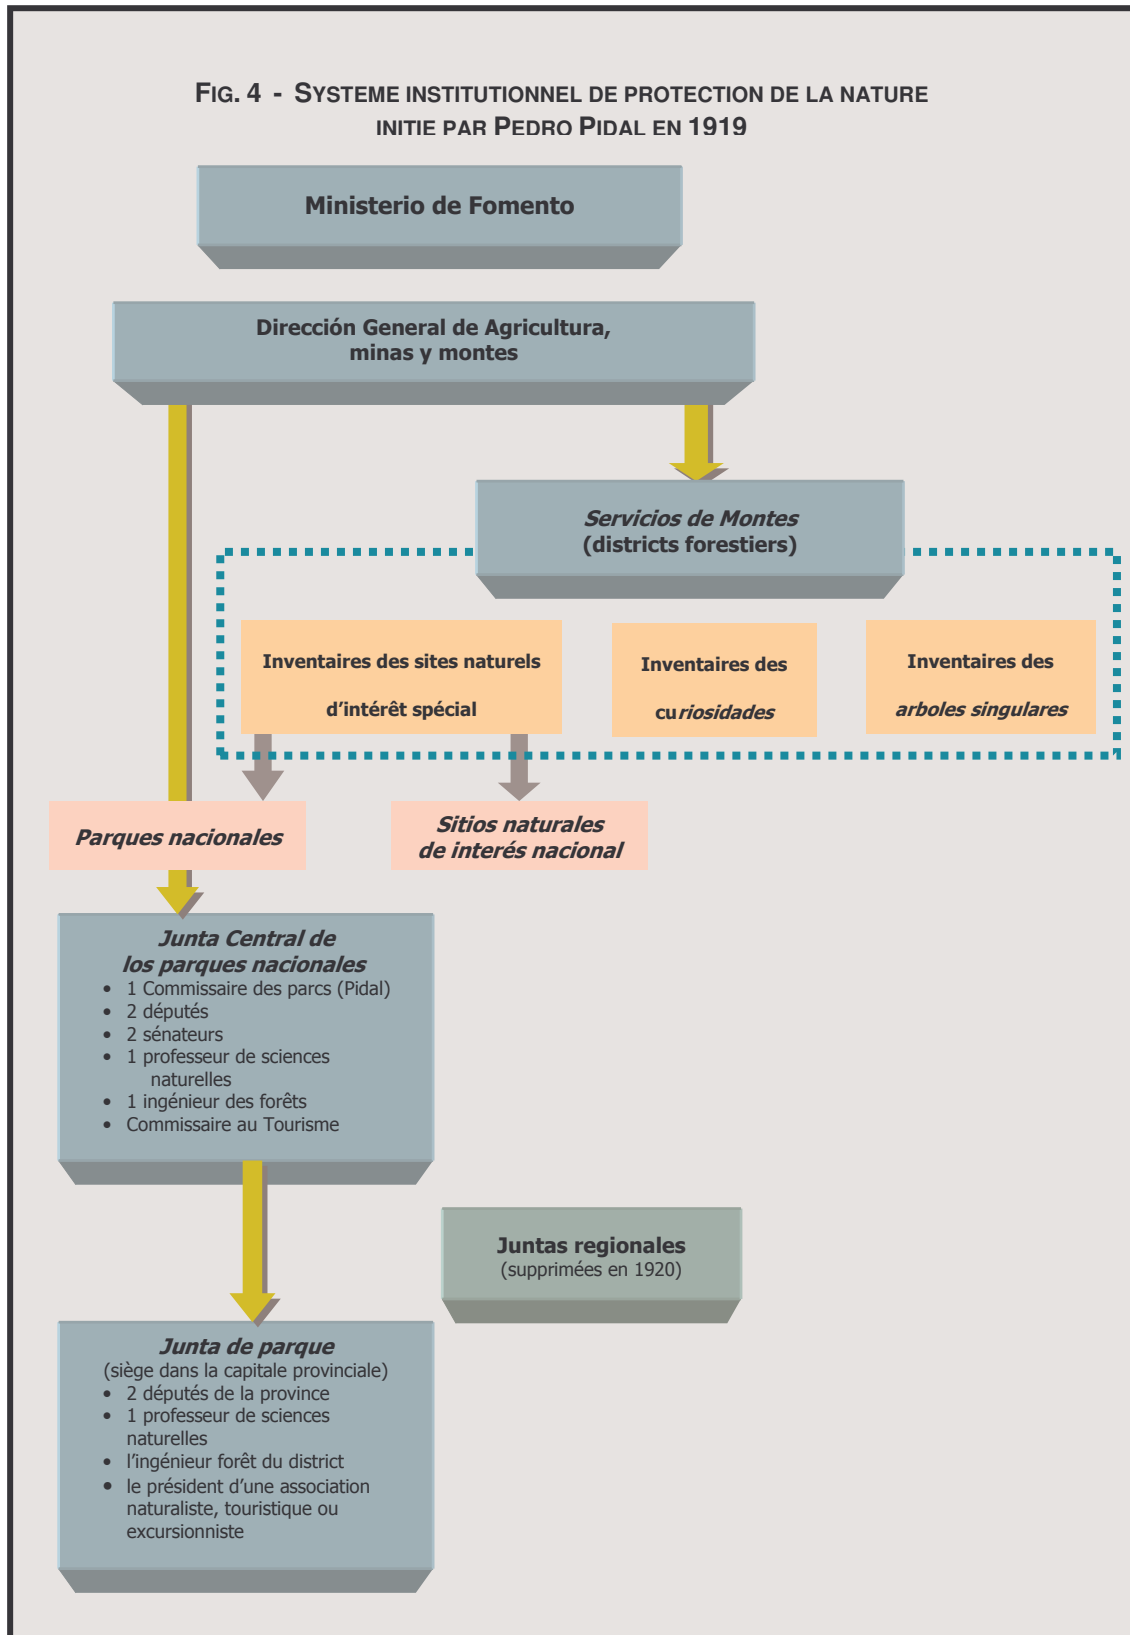 FIG. 4 - SYSTEME INSTITUTIONNEL DE PROTECTION DE LA NATURE
INITIE PAR PEDRO PIDAL EN 1919
Ministerio de Fomento
Dirección General de Agricultura,
minas y montes
Servicios de Montes
(districts forestiers)
Inventaires des sites naturels
d'intérêt spécial
Inventaires des
curiosidades
Inventaires des
arboles singulares
Parques nacionales
Sitios naturales
de interés nacional
Junta Central de
los parques nacionales
• 1 Commissaire des parcs (Pidal)
• 2 députés
• 2 sénateurs
• 1 professeur de sciences
naturelles
• 1 ingénieur des forêts
• Commissaire au Tourisme
Juntas regionales
(supprimées en 1920)
Junta de parque
(siège dans la capitale provinciale)
• 2 députés de la province
• 1 professeur de sciences
naturelles
• l'ingénieur forêt du district
• le président d'une association
naturaliste, touristique ou
excursionniste